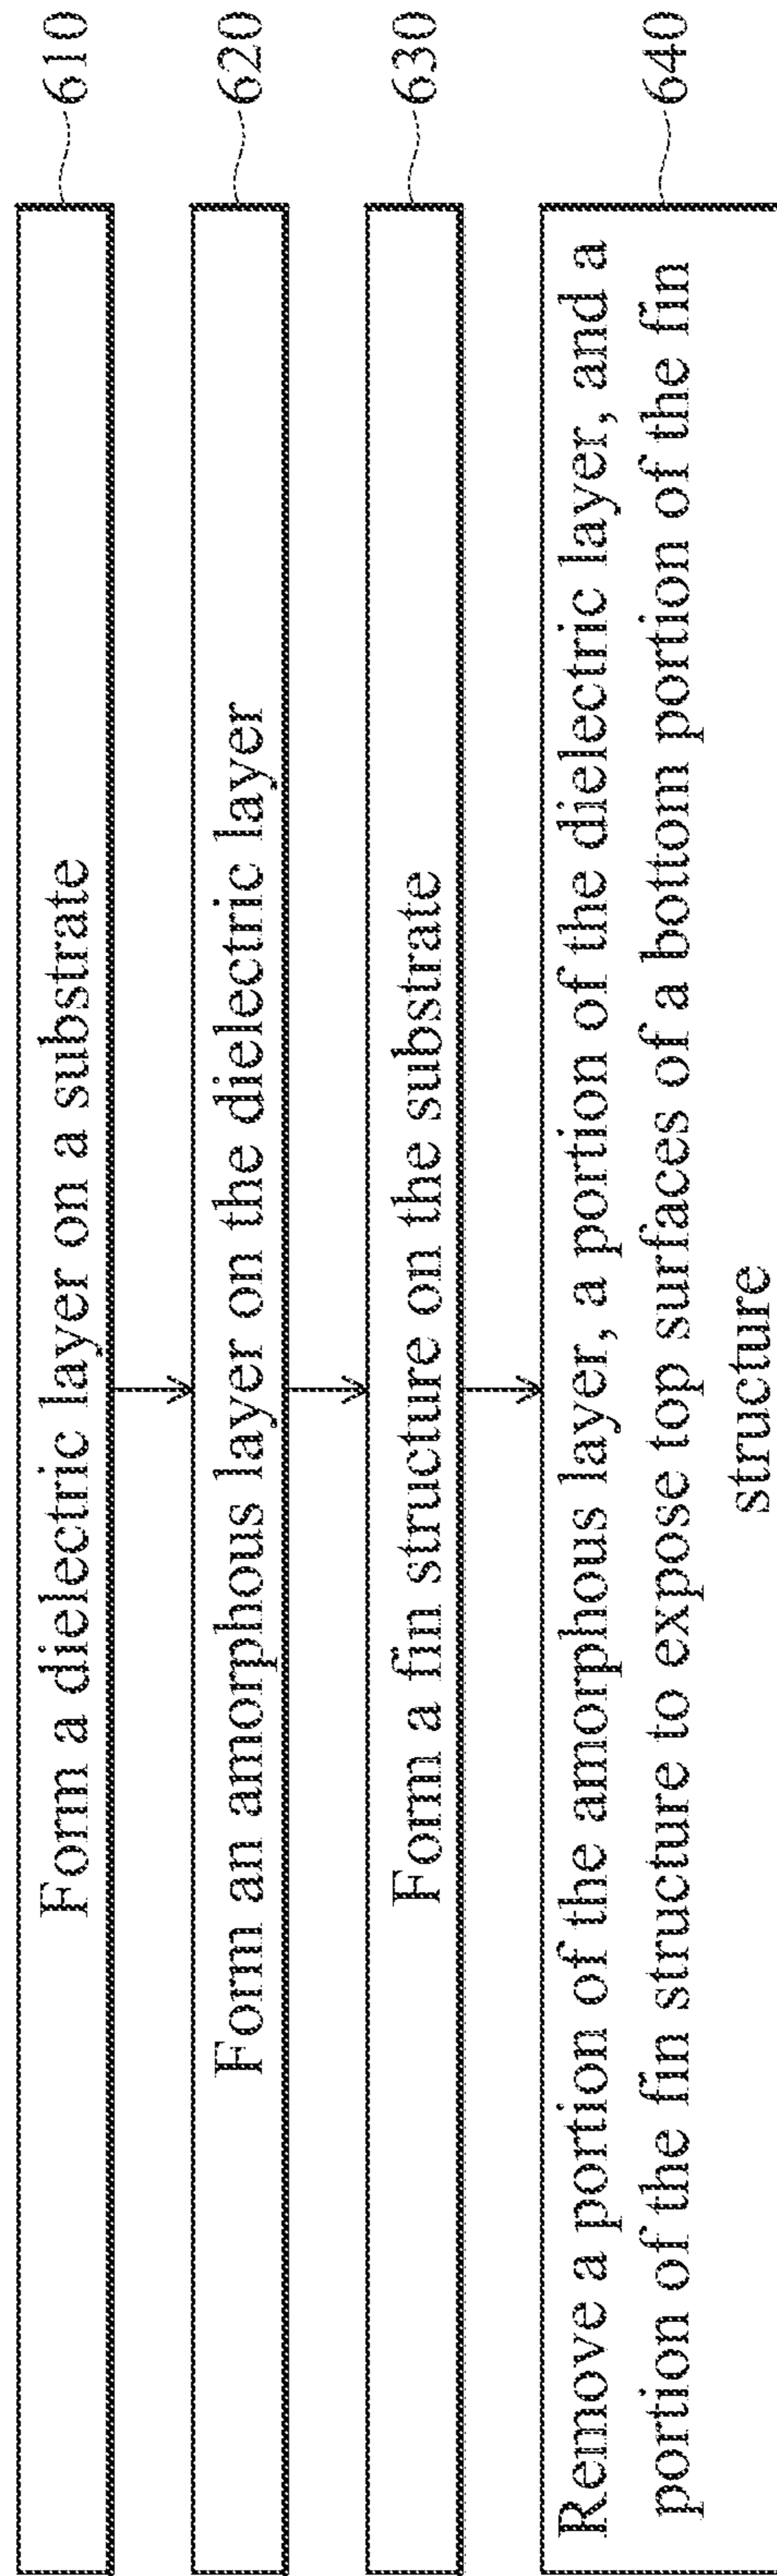 Form a dielectric layer on a substrate
610
Form an amorphous layer on the dielectric layer
620
Form a fin structure on the substrate
630
Remove a portion of the amorphous layer, a portion of the dielectric layer, and a
portion of the fin structure to expose top surfaces of a bottom portion of the fin
structure
640